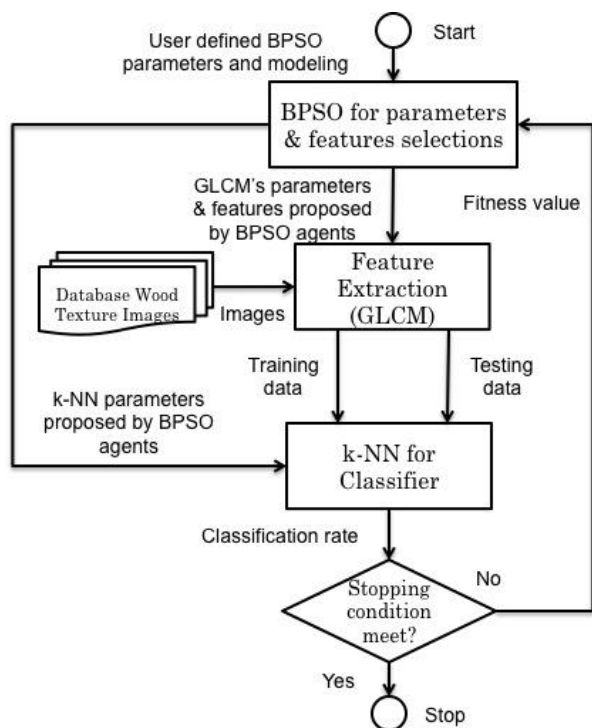 Start
User defined BPSO
parameters and modeling
BPSO for parameters
& features selections
GLCM's parameters
& features proposed
by BPSO agents
Fitness value
Feature
Extraction
(GLCM)
Database Wood
Texture Images
Images
Training
data
Testing
data
k-NN parameters
proposed by BPSO
agents
k-NN for
Classifier
Classification rate
Stopping
condition
meet?
No
Yes
Stop